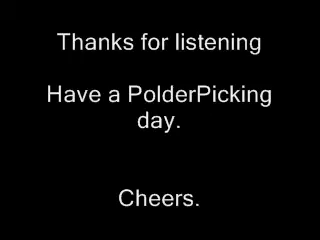 Thanks for listening
Have a PolderPicking
day.
Cheers.